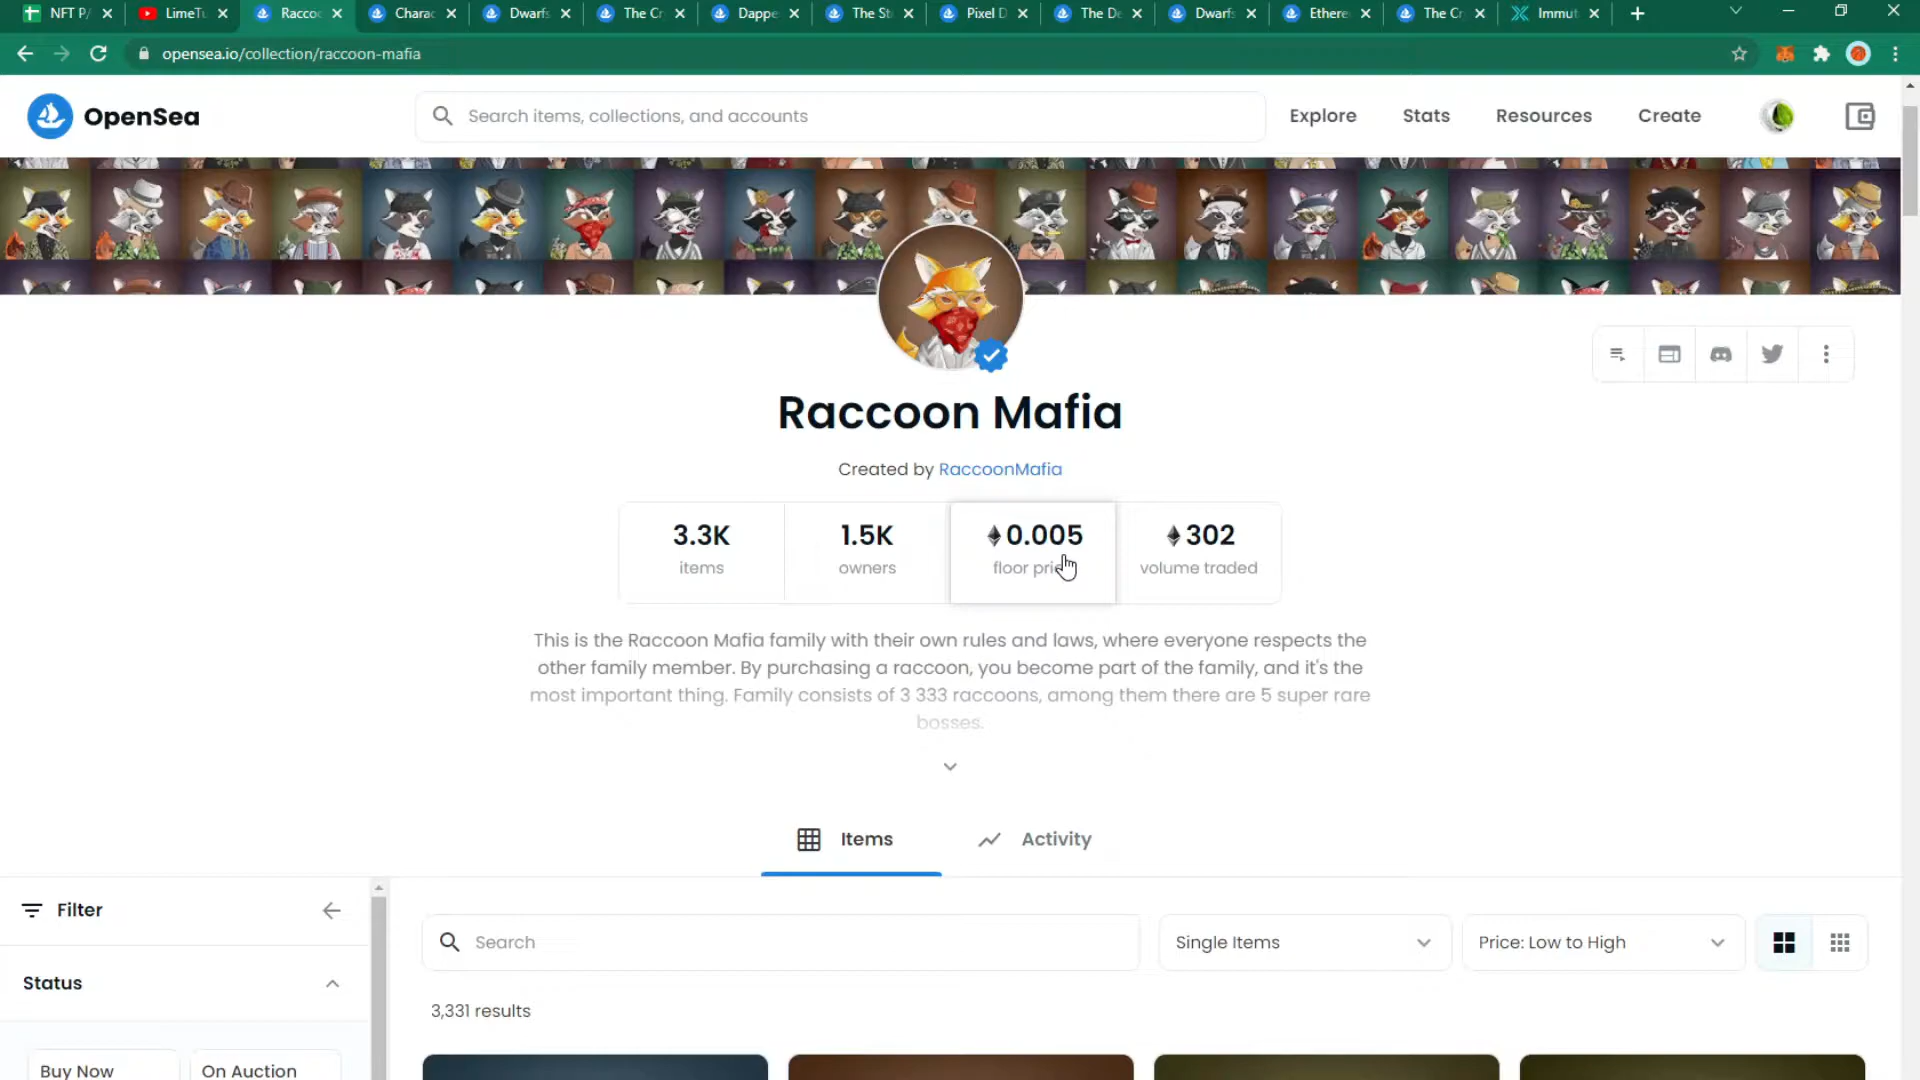 NFT P/
LimeTu
Raccoo
Charac
Dwarfs
The Cr
Dappe
The St
Pixel D
The De
Dwarfs
Ethere
The Cr
Immut
opensea.io/collection/raccoon-mafia
OpenSea
Search items, collections, and accounts
Explore
Stats
Resources
Create
Raccoon Mafia
Created by RaccoonMafia
3.3K
1.5K
0.005
302
items
owners
floor pri
volume traded
This is the Raccoon Mafia family with their own rules and laws, where everyone respects the
other family member. By purchasing a raccoon, you become part of the family, and it's the
most important thing. Family consists of 3 333 raccoons, among them there are 5 super rare
bosses.
Items
Activity
Filter
Search
Single Items
Price: Low to High
Status
3,331 results
Buy Now
On Auction